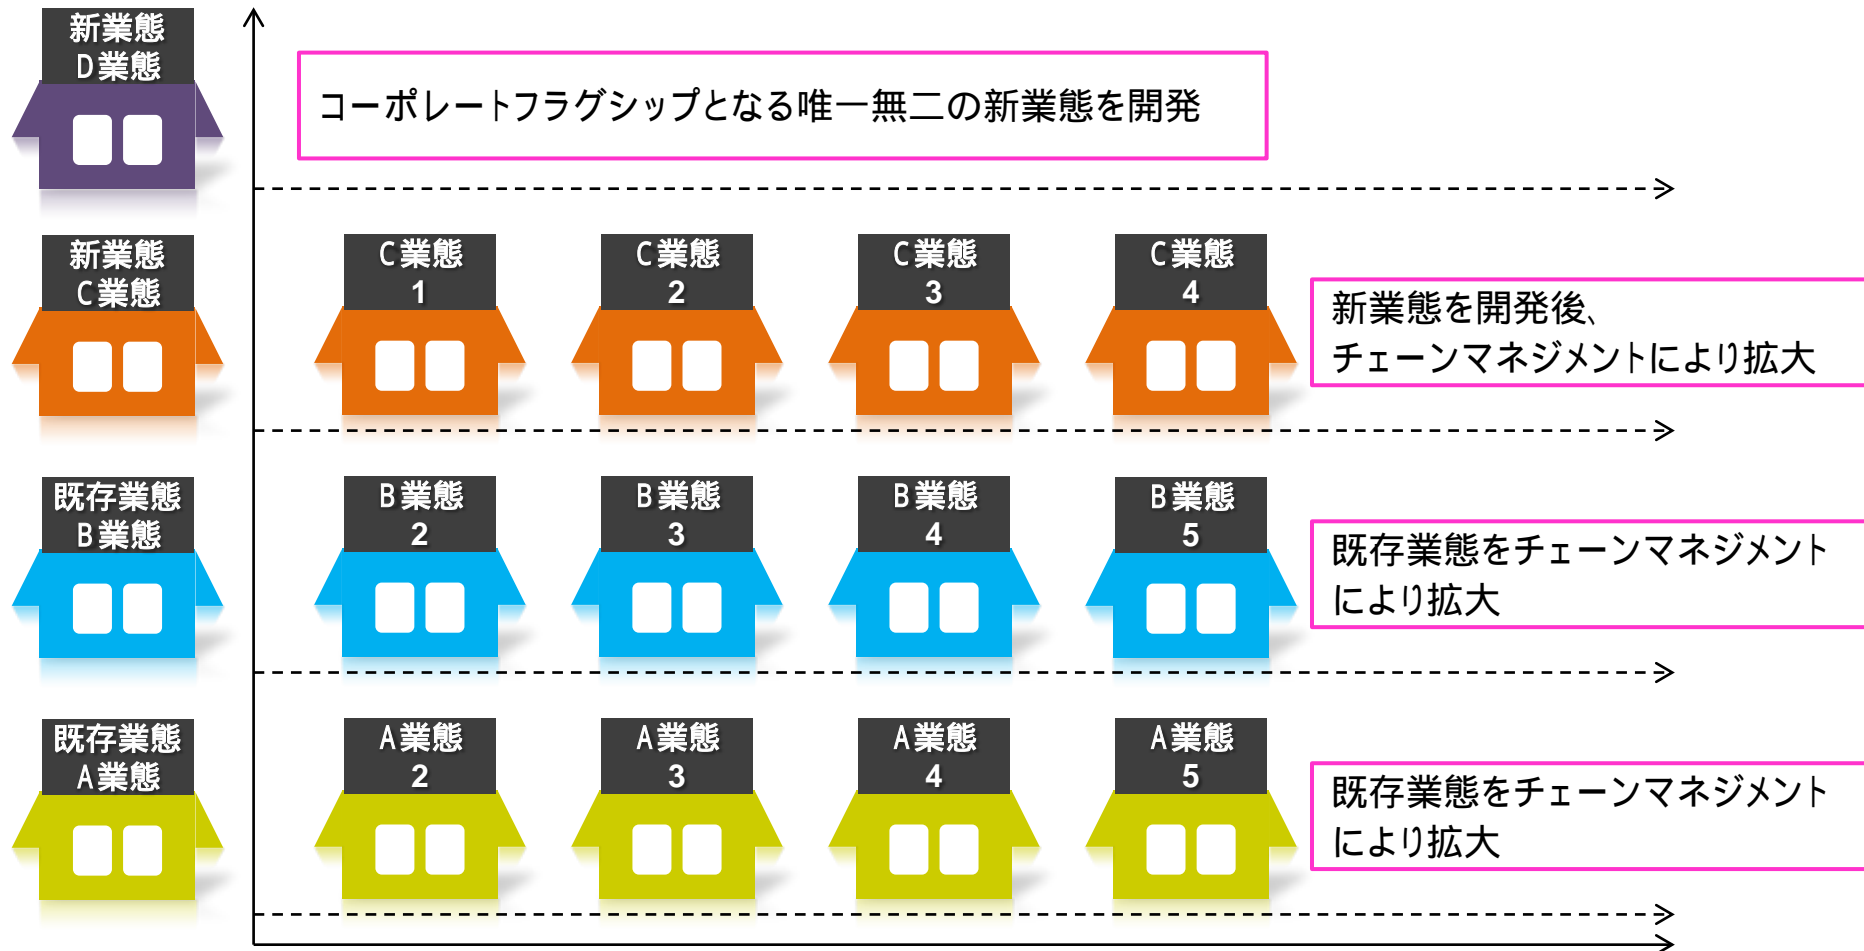 新業態
D業態
コーポレートフラグシップとなる唯一無二の新業態を開発
新業態
C業態
C業態
1
C業態
2
C業態
3
C業態
4
新業態を開発後、
チェーンマネジメントにより拡大
既存業態
B業態
B業態
2
B業態
3
B業態
4
B業態
5
既存業態をチェーンマネジメント
により拡大
既存業態
A業態
A業態
2
A業態
3
A業態
4
A業態
5
既存業態をチェーンマネジメント
により拡大